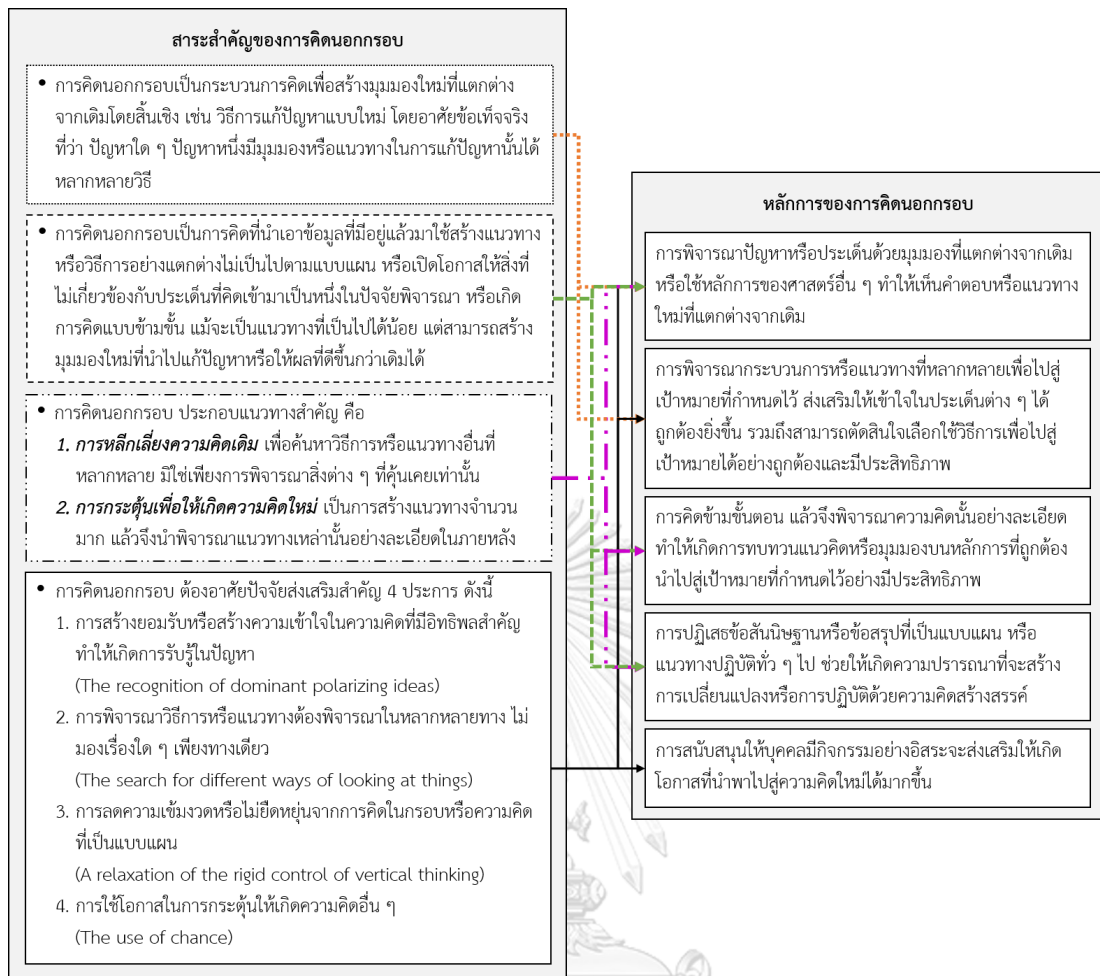 สาระสำคัญของการคิดนอกกรอบ
• การคิดนอกกรอบเป็นกระบวนการคิดเพื่อสร้างมุมมองใหม่ที่แตกต่าง
จากเดิมโดยสิ้นเชิง เช่น วิธีการแก้ปัญหาแบบใหม่ โดยอาศัยข้อเท็จจริง
ที่ว่า ปัญหาใด ๆ ปัญหาหนึ่งมีมุมมองหรือแนวทางในการแก้ปัญหานั้นได้
หลากหลายวิธี
• การคิดนอกกรอบเป็นการคิดที่นำเอาข้อมูลที่มีอยู่แล้วมาใช้สร้างแนวทาง
หรือวิธีการอย่างแตกต่างไม่เป็นไปตามแบบแผน หรือเปิดโอกาสให้สิ่งที่
ไม่เกี่ยวข้องกับประเด็นที่คิดเข้ามาเป็นหนึ่งในปัจจัยพิจารณา หรือเกิด
การคิดแบบข้ามขั้น แม้จะเป็นแนวทางที่เป็นไปได้น้อย แต่สามารถสร้าง
มุมมองใหม่ที่นำไปแก้ปัญหาหรือให้ผลที่ดีขึ้นกว่าเดิมได้
• การคิดนอกกรอบ ประกอบแนวทางสำคัญ คือ
1. การหลีกเลี่ยงความคิดเดิม เพื่อค้นหาวิธีการหรือแนวทางอื่นที่
หลากหลาย มิใช่เพียงการพิจารณาสิ่งต่าง ๆ ที่คุ้นเคยเท่านั้น
2. การกระตุ้นเพื่อให้เกิดความคิดใหม่ เป็นการสร้างแนวทางจำนวน
มาก แล้วจึงนำพิจารณาแนวทางเหล่านั้นอย่างละเอียดในภายหลัง
• การคิดนอกกรอบ ต้องอาศัยปัจจัยส่งเสริมสำคัญ 4 ประการ ดังนี้
1. การสร้างยอมรับหรือสร้างความเข้าใจในความคิดที่มีอิทธิพลสำคัญ
ทำให้เกิดการรับรู้ในปัญหา
(The recognition of dominant polarizing ideas)
2. การพิจารณาวิธีการหรือแนวทางต้องพิจารณาในหลากหลายทาง ไม่
มองเรื่องใด ๆ เพียงทางเดียว
(The search for different ways of looking at things)
3. การลดความเข้มงวดหรือไม่ยืดหยุ่นจากการคิดในกรอบหรือความคิด
ที่เป็นแบบแผน
(A relaxation of the rigid control of vertical thinking)
4. การใช้โอกาสในการกระตุ้นให้เกิดความคิดอื่น ๆ
(The use of chance)
หลักการของการคิดนอกกรอบ
การพิจารณาปัญหาหรือประเด็นด้วยมุมมองที่แตกต่างจากเดิม
หรือใช้หลักการของศาสตร์อื่น ๆ ทำให้เห็นคำตอบหรือแนวทาง
ใหม่ที่แตกต่างจากเดิม
การพิจารณากระบวนการหรือแนวทางที่หลากหลายเพื่อไปสู่
เป้าหมายที่กำหนดไว้ ส่งเสริมให้เข้าใจในประเด็นต่าง ๆ ได้
ถูกต้องยิ่งขึ้น รวมถึงสามารถตัดสินใจเลือกใช้วิธีการเพื่อไปสู่
เป้าหมายได้อย่างถูกต้องและมีประสิทธิภาพ
การคิดข้ามขั้นตอน แล้วจึงพิจารณาความคิดนั้นอย่างละเอียด
ทำให้เกิดการทบทวนแนวคิดหรือมุมมองบนหลักการที่ถูกต้อง
นำไปสู่เป้าหมายที่กำหนดไว้อย่างมีประสิทธิภาพ
การปฏิเสธข้อสันนิษฐานหรือข้อสรุปที่เป็นแบบแผน หรือ
แนวทางปฏิบัติทั่ว ๆ ไป ช่วยให้เกิดความปรารถนาที่จะสร้าง
การเปลี่ยนแปลงหรือการปฏิบัติด้วยความคิดสร้างสรรค์
การสนับสนุนให้บุคคลมีกิจกรรมอย่างอิสระจะส่งเสริมให้เกิด
โอกาสที่นำพาไปสู่ความคิดใหม่ได้มากขึ้น